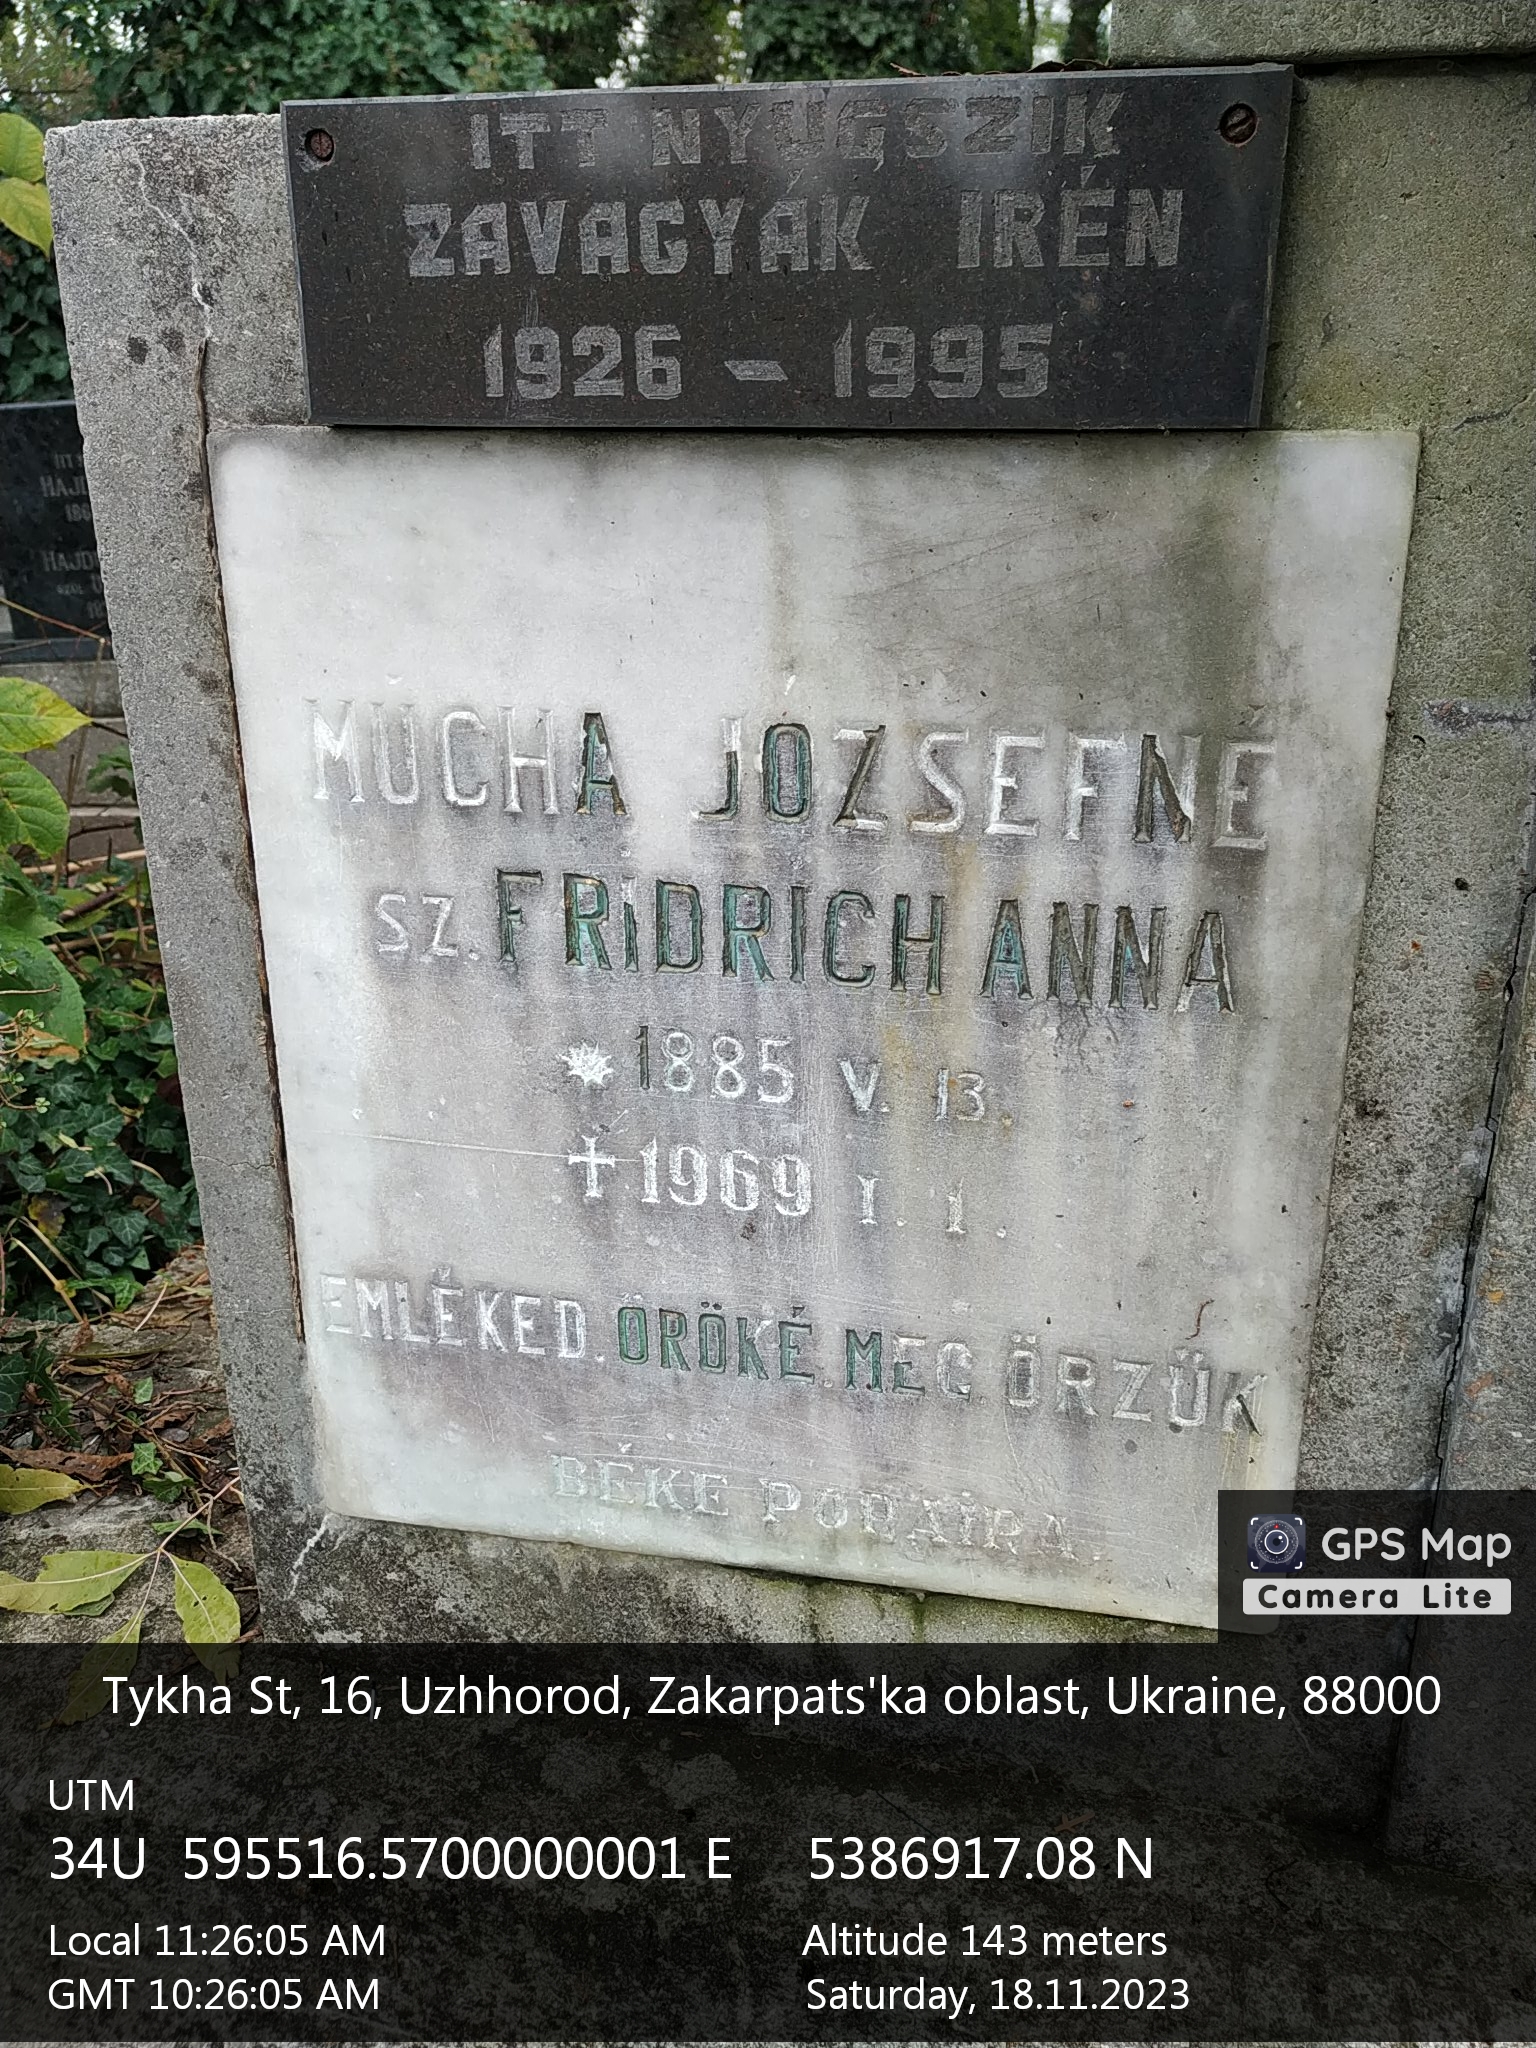 ITT NYUGSZIK
ZAVAGYÁK IRÉN
1926 - 1995
MUCHA JÓZSEFNÉ
SZ. FRIDRICH ANNA
* 1885 V. 13.
✝ 1969 I. 1.
EMLÉKED. ÖRÖKÉ. MEG ŐRZÜK
BÉKE PORAIRA.
HAJD
HAJD
GPS Map
Camera Lite
Tykha St, 16, Uzhhorod, Zakarpats'ka oblast, Ukraine, 88000
UTM
34U 595516.5700000001 E 5386917.08 N
Local 11:26:05 AM Altitude 143 meters
GMT 10:26:05 AM Saturday, 18.11.2023